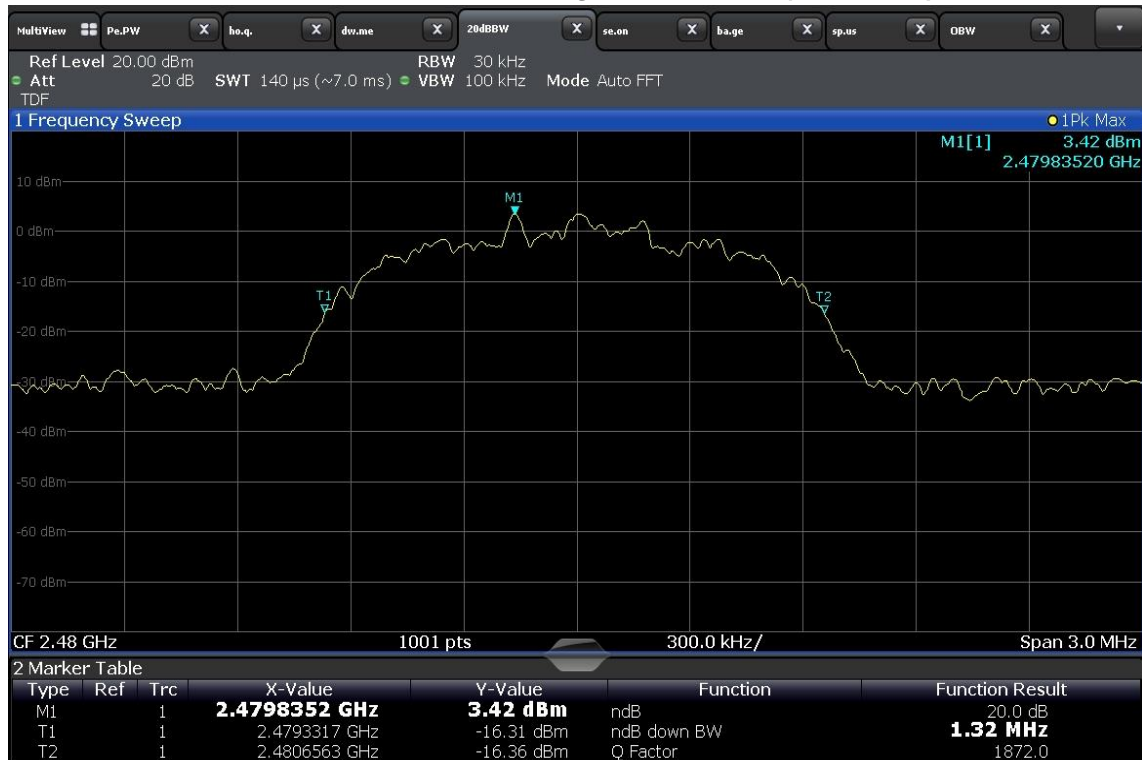 MultiView Pe.PW X ho.q. X dw.me X 20dBBW X se.on X ba.ge X sp.us X OBW X
Ref Level 20.00 dBm RBW 30 kHz
Att 20 dB SWT 140 µs (~7.0 ms) VBW 100 kHz Mode Auto FFT
TDF
1 Frequency Sweep 1Pk Max
M1[1] 3.42 dBm
2.47983520 GHz
10 dBm
M1
0 dBm
-10 dBm
T1 T2
-20 dBm
-30 dBm
-40 dBm
-50 dBm
-60 dBm
-70 dBm
CF 2.48 GHz 1001 pts 300.0 kHz/ Span 3.0 MHz
2 Marker Table
Type Ref Trc X-Value Y-Value Function Function Result
M1 1 2.4798352 GHz 3.42 dBm ndB 20.0 dB
T1 1 2.4793317 GHz -16.31 dBm ndB down BW 1.32 MHz
T2 1 2.4806563 GHz -16.36 dBm Q Factor 1872.0